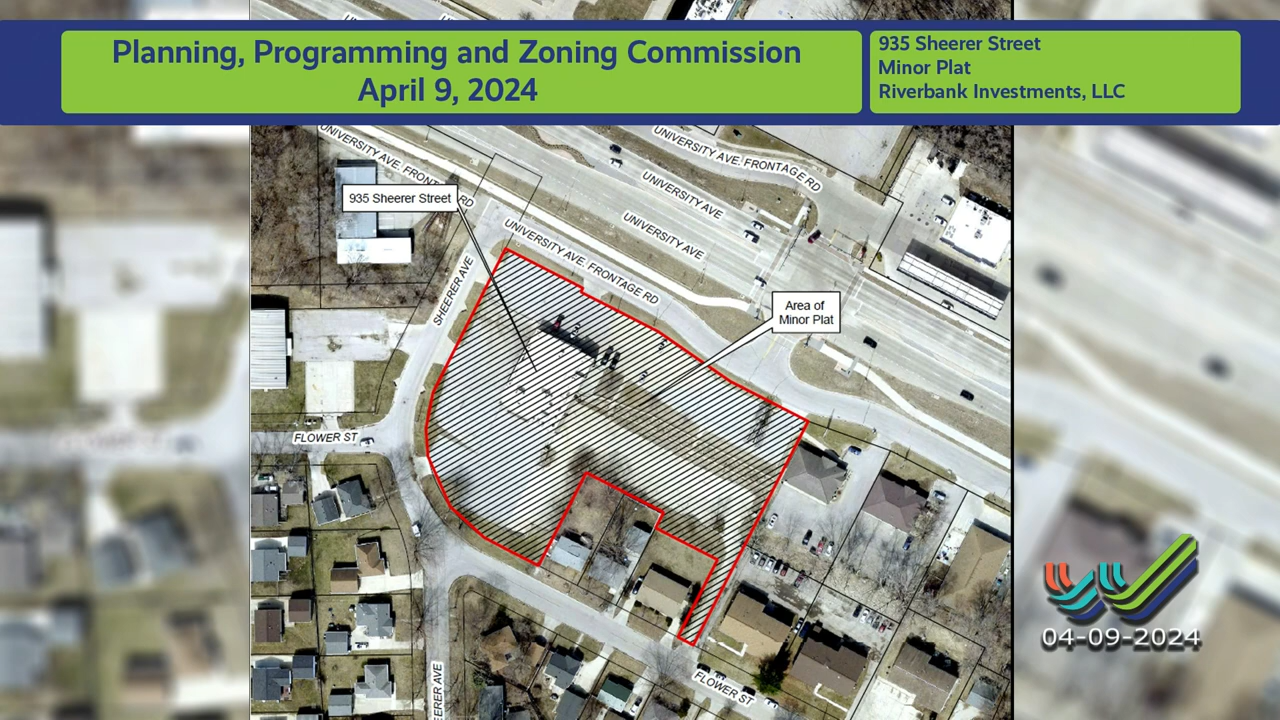 Planning, Programming and Zoning Commission
April 9, 2024
935 Sheerer Street
Minor Plat
Riverbank Investments, LLC
UNIVERSITY AVE. FRONTAGE RD
UNIVERSITY AVE. FRONTAGE RD
935 Sheerer Street
UNIVERSITY AVE
UNIVERSITY AVE
UNIVERSITY AVE. FRONTAGE RD
SHEERER AVE
Area of
Minor Plat
FLOWER ST
04-09-2024
FLOWER ST